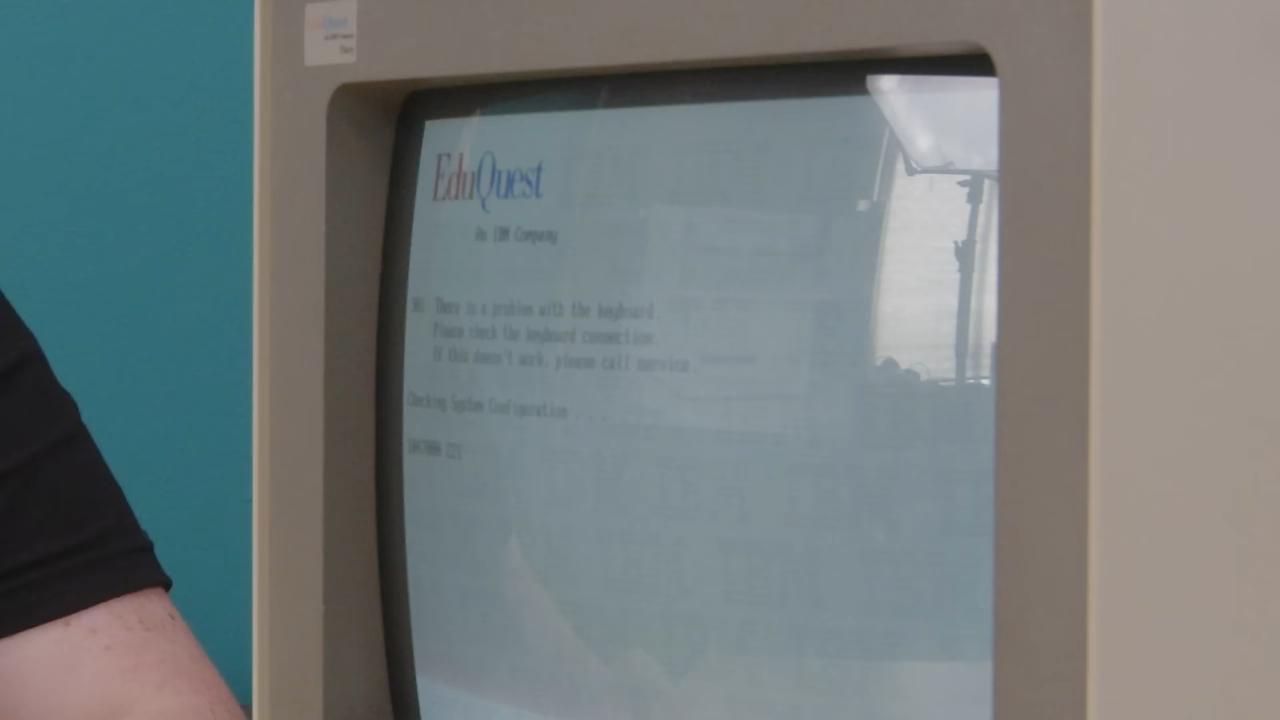 EduQuest
EduQuest
An IBM Company
There is a problem with the keyboard.
Please check the keyboard connection.
If this doesn't work, please call service.
Checking System Configuration . . .